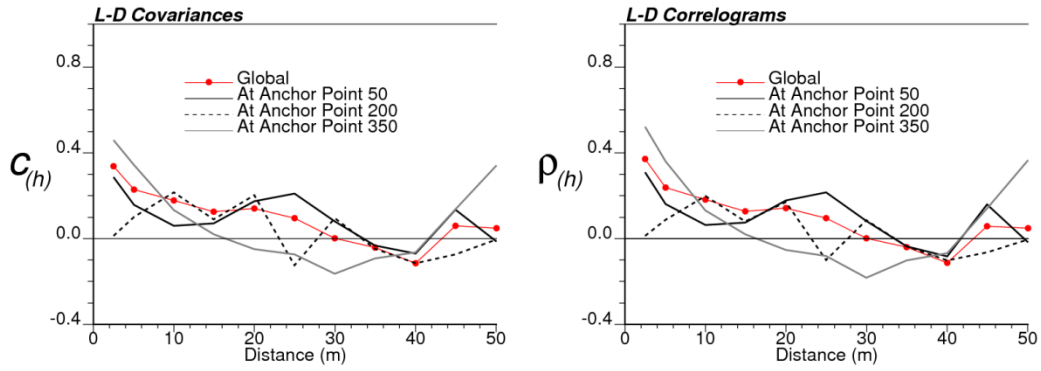 L-D Covariances
0.8
0.4
0.0
-0.4
C(h)
Global
At Anchor Point 50
At Anchor Point 200
At Anchor Point 350
0 10 20 30 40 50
Distance (m)
L-D Correlograms
0.8
0.4
0.0
-0.4
ρ(h)
Global
At Anchor Point 50
At Anchor Point 200
At Anchor Point 350
0 10 20 30 40 50
Distance (m)